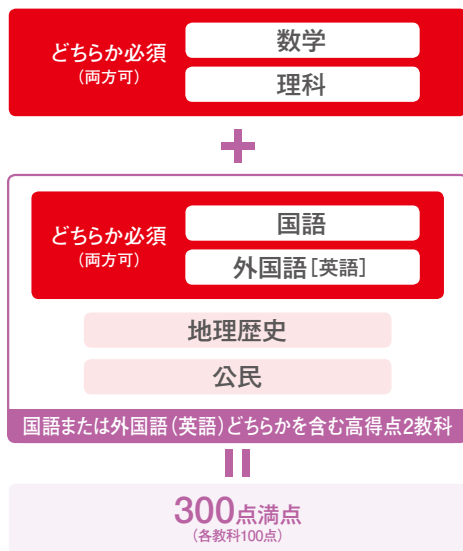 どちらか必須
(両方可)
数学
理科
+
どちらか必須
(両方可)
国語
外国語[英語]
地理歴史
公民
国語または外国語(英語)どちらかを含む高得点2教科
300点満点
(各教科100点)